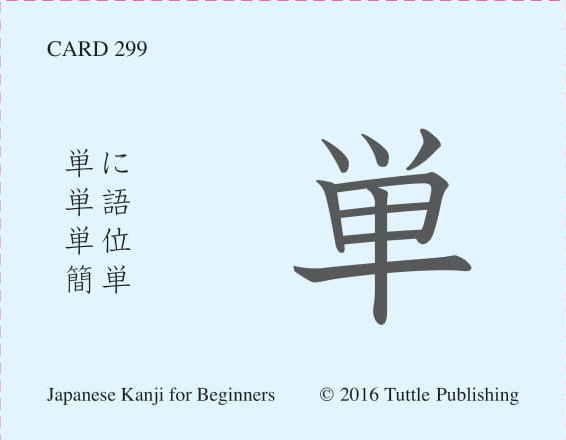 CARD 299
単に
単語
単位
簡単
単
Japanese Kanji for Beginners
© 2016 Tuttle Publishing